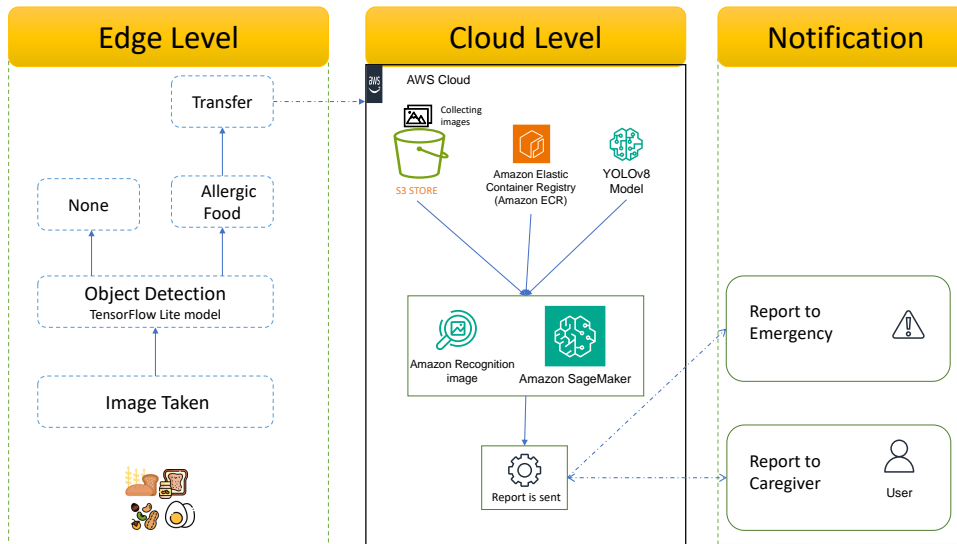 Edge Level
Cloud Level
Notification
Transfer
None
Allergic
Food
Object Detection
TensorFlow Lite model
Image Taken
aws
AWS Cloud
Collecting
images
S3 STORE
Amazon Elastic
Container Registry
(Amazon ECR)
YOLOv8
Model
Amazon Recognition
image
Amazon SageMaker
Report is sent
Report to
Emergency
Report to
Caregiver
User